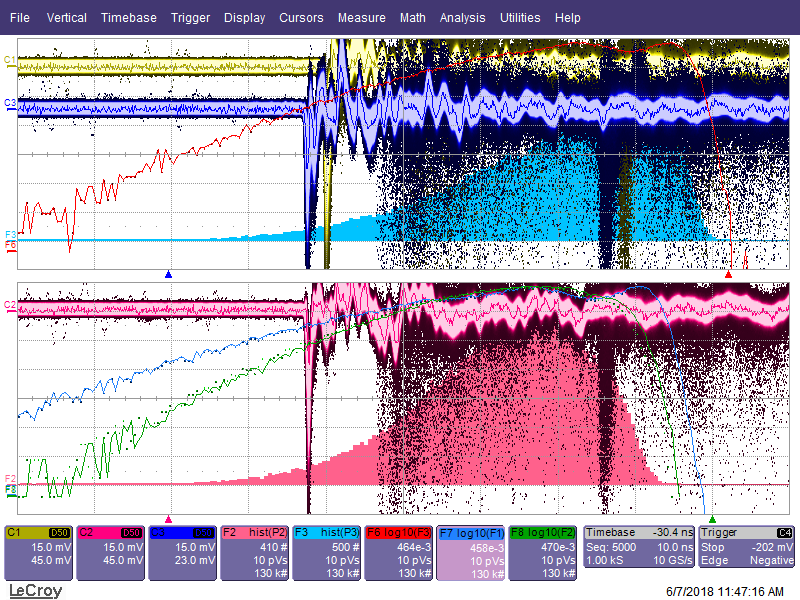 File Vertical Timebase Trigger Display Cursors Measure Math Analysis Utilities Help
C1
C3
F3
F6
C2
F2
C1 D50 C2 D50 D50 F2 hist(P2) F3 hist(P3) F6 log10(F3) F7 log10(F1) F8 log10(F2) Timebase -30.4 ns Trigger C4
15.0 mV 15.0 mV 15.0 mV 410 # 500 # 464e-3 458e-3 470e-3 Seq: 5000 10.0 ns Stop -202 mV
45.0 mV 45.0 mV 23.0 mV 10 pVs 10 pVs 10 pVs 10 pVs 10 pVs 1.00 kS 10 GS/s Edge Negative
130 k# 130 k# 130 k# 130 k# 130 k#
LeCroy 6/7/2018 11:47:16 AM